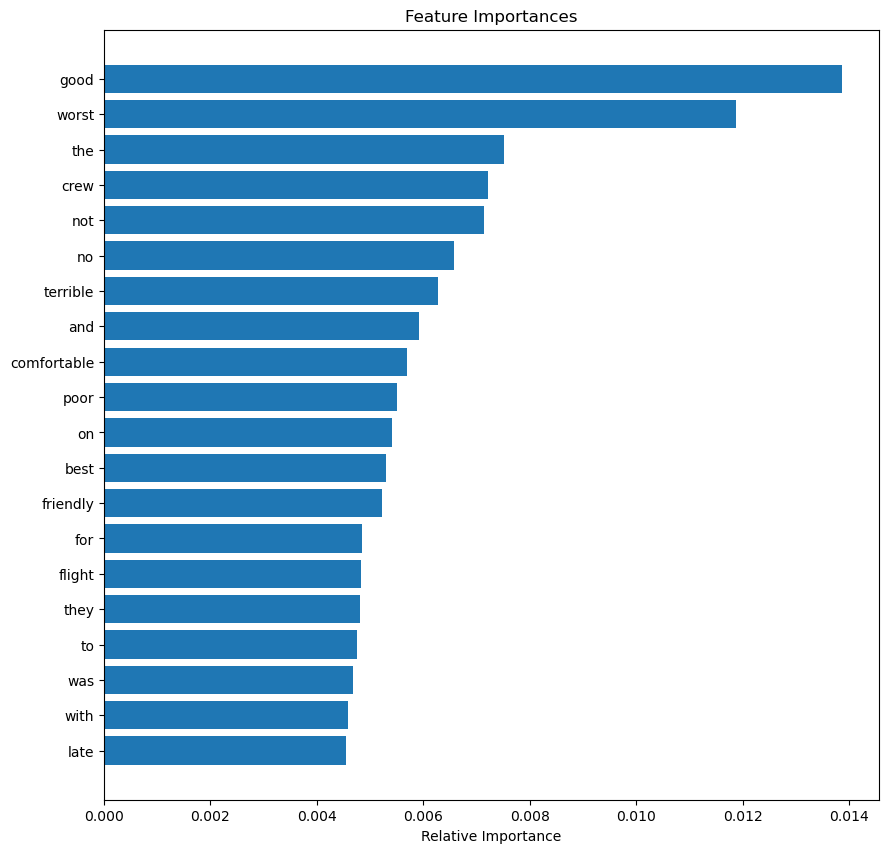 Feature Importances
good
worst
the
crew
not
no
terrible
and
comfortable
poor
on
best
friendly
for
flight
they
to
was
with
late
0.000 0.002 0.004 0.006 0.008 0.010 0.012 0.014
Relative Importance